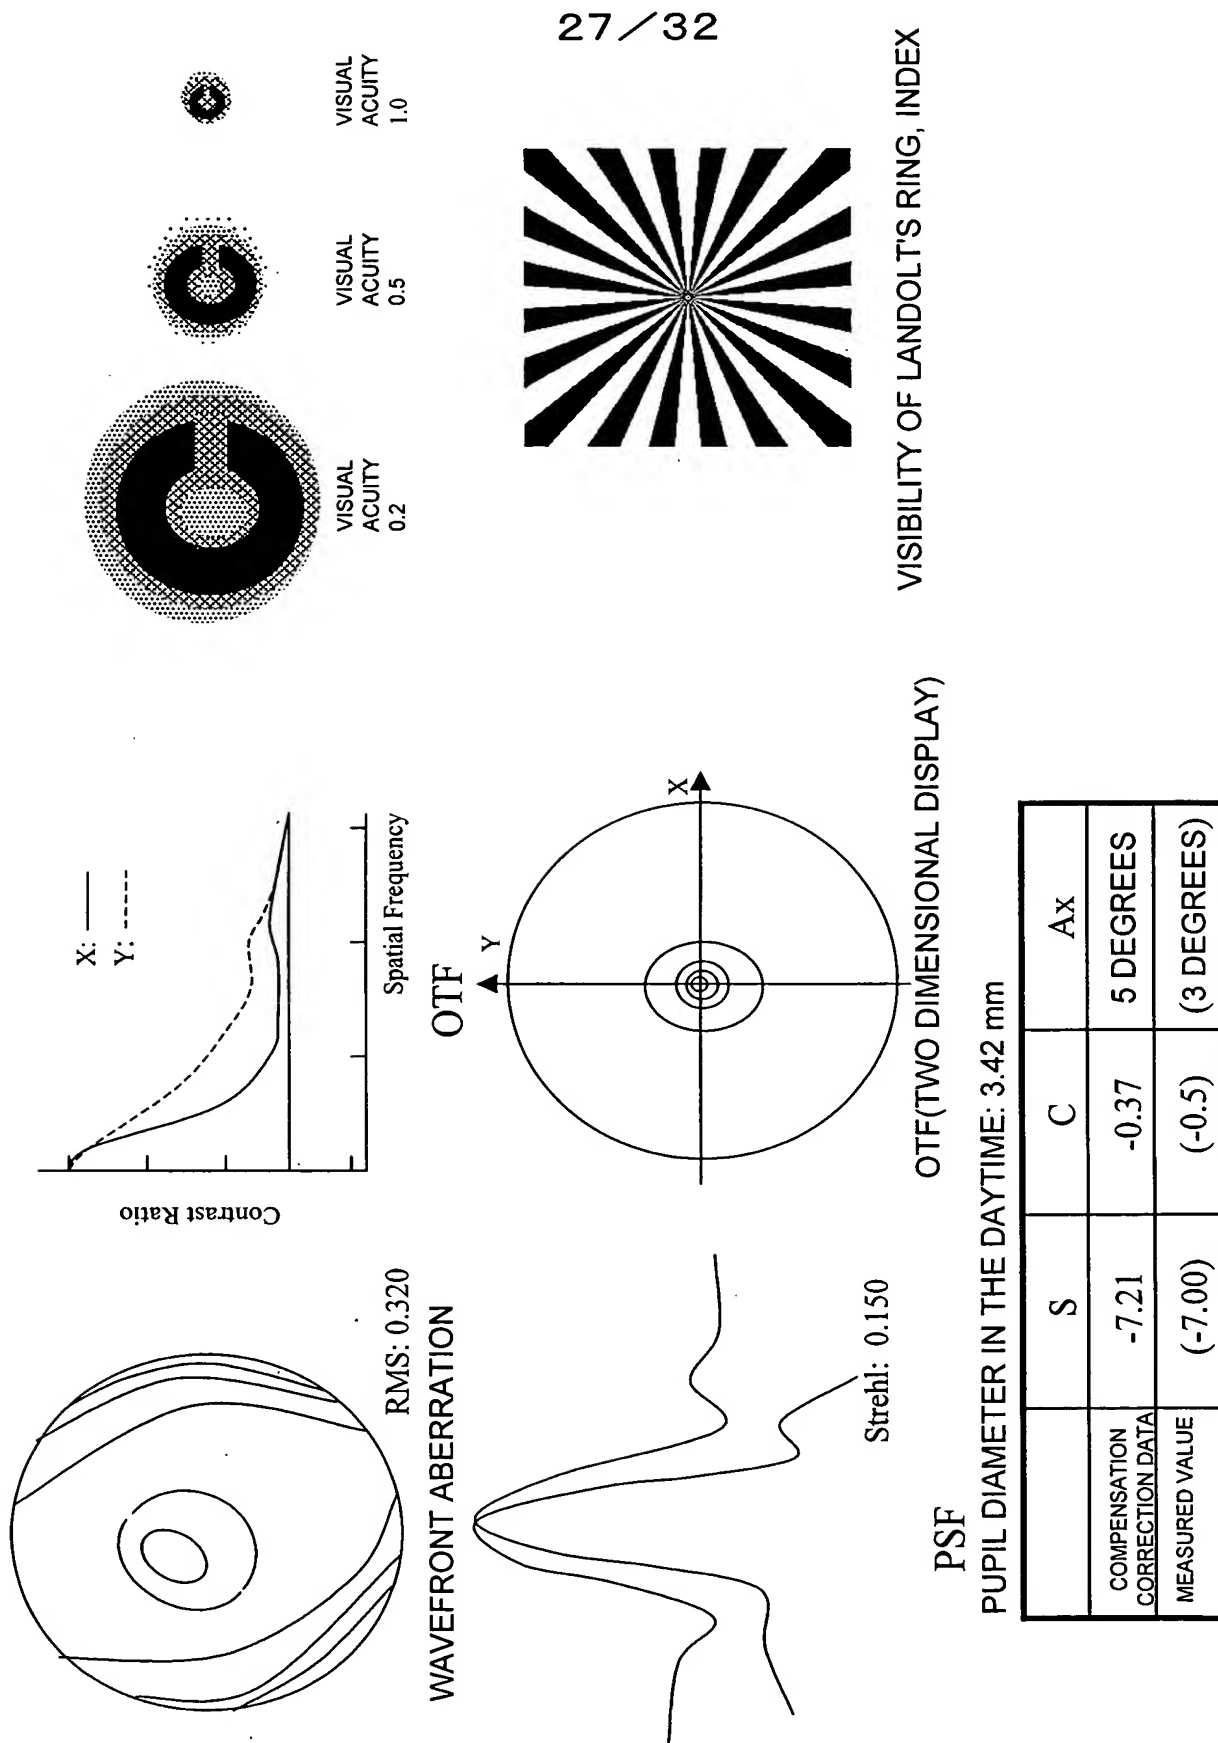 27/32
RMS: 0.320
WAVEFRONT ABERRATION
Contrast Ratio
X:
Y:
Spatial Frequency
OTF
VISUAL
ACUITY
0.2
VISUAL
ACUITY
0.5
VISUAL
ACUITY
1.0
Strehl: 0.150
PSF
Y
X
OTF(TWO DIMENSIONAL DISPLAY)
VISIBILITY OF LANDOLT'S RING, INDEX
PUPIL DIAMETER IN THE DAYTIME: 3.42 mm
S C Ax
COMPENSATION
CORRECTION DATA -7.21 -0.37 5 DEGREES
MEASURED VALUE (-7.00) (-0.5) (3 DEGREES)